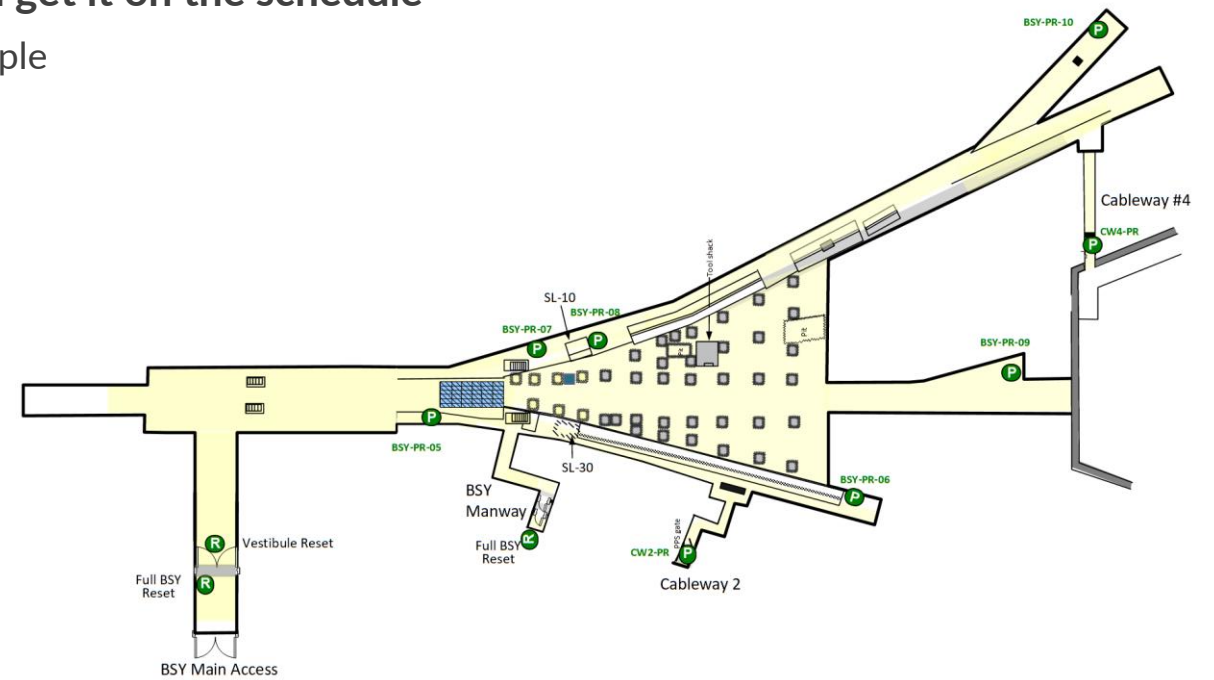 get it on the schedule
ple
BSY-PR-10
P
Cableway #4
CW4-PR
P
Tool shack
SL-10
BSY-PR-08
P
BSY-PR-07
P
Pit
Pit
BSY-PR-09
P
P
BSY-PR-05
SL-30
BSY-PR-06
P
BSY
Manway
R
Full BSY
Reset
PPS gate
CW2-PR
P
Cableway 2
R
Vestibule Reset
Full BSY
Reset
R
BSY Main Access